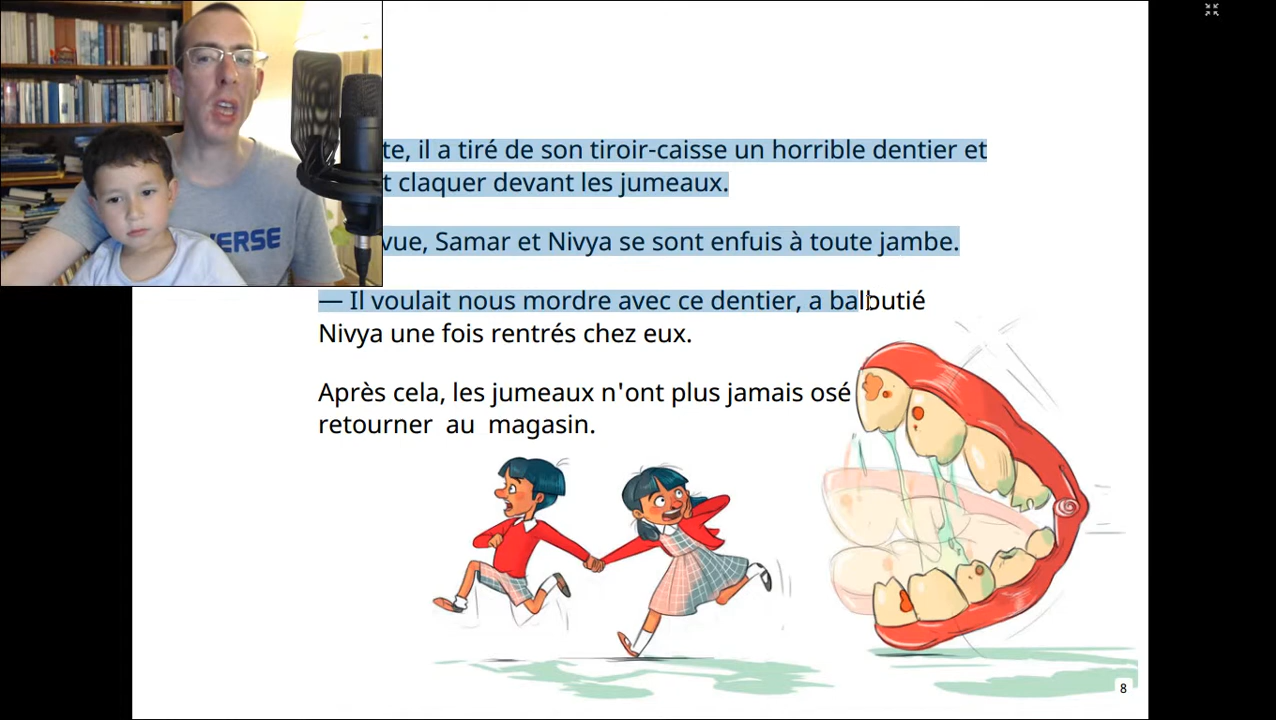 te, il a tiré de son tiroir-caisse un horrible dentier et
t claquer devant les jumeaux.
vue, Samar et Nivya se sont enfuis à toute jambe.
— Il voulait nous mordre avec ce dentier, a balbutié
Nivya une fois rentrés chez eux.
Après cela, les jumeaux n'ont plus jamais osé
retourner au magasin.
8